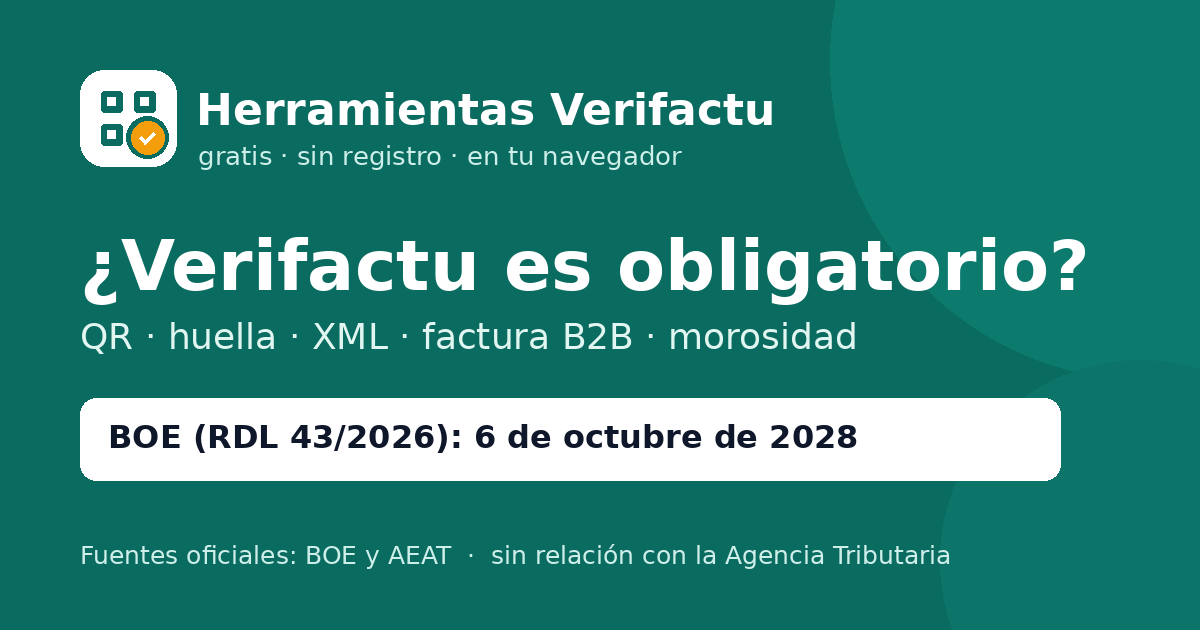 Herramientas Verifactu
gratis · sin registro · en tu navegador
¿Verifactu es obligatorio?
QR · huella · XML · factura B2B · morosidad
BOE (RDL 43/2026): 6 de octubre de 2028
Fuentes oficiales: BOE y AEAT · sin relación con la Agencia Tributaria